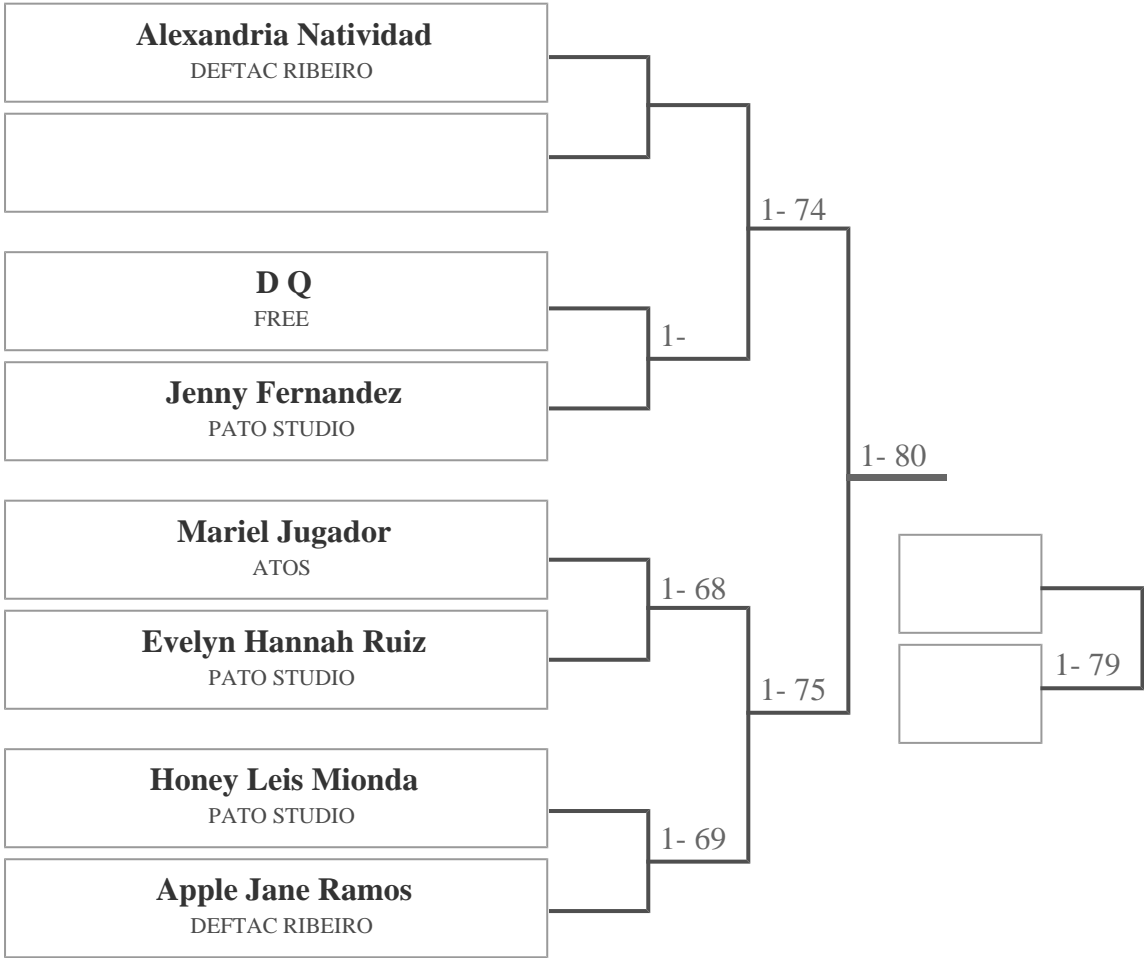 Alexandria Natividad
DEFTAC RIBEIRO
1- 74
D Q
FREE
1-
Jenny Fernandez
PATO STUDIO
1- 80
Mariel Jugador
ATOS
1- 68
Evelyn Hannah Ruiz
PATO STUDIO
1- 79
1- 75
Honey Leis Mionda
PATO STUDIO
1- 69
Apple Jane Ramos
DEFTAC RIBEIRO